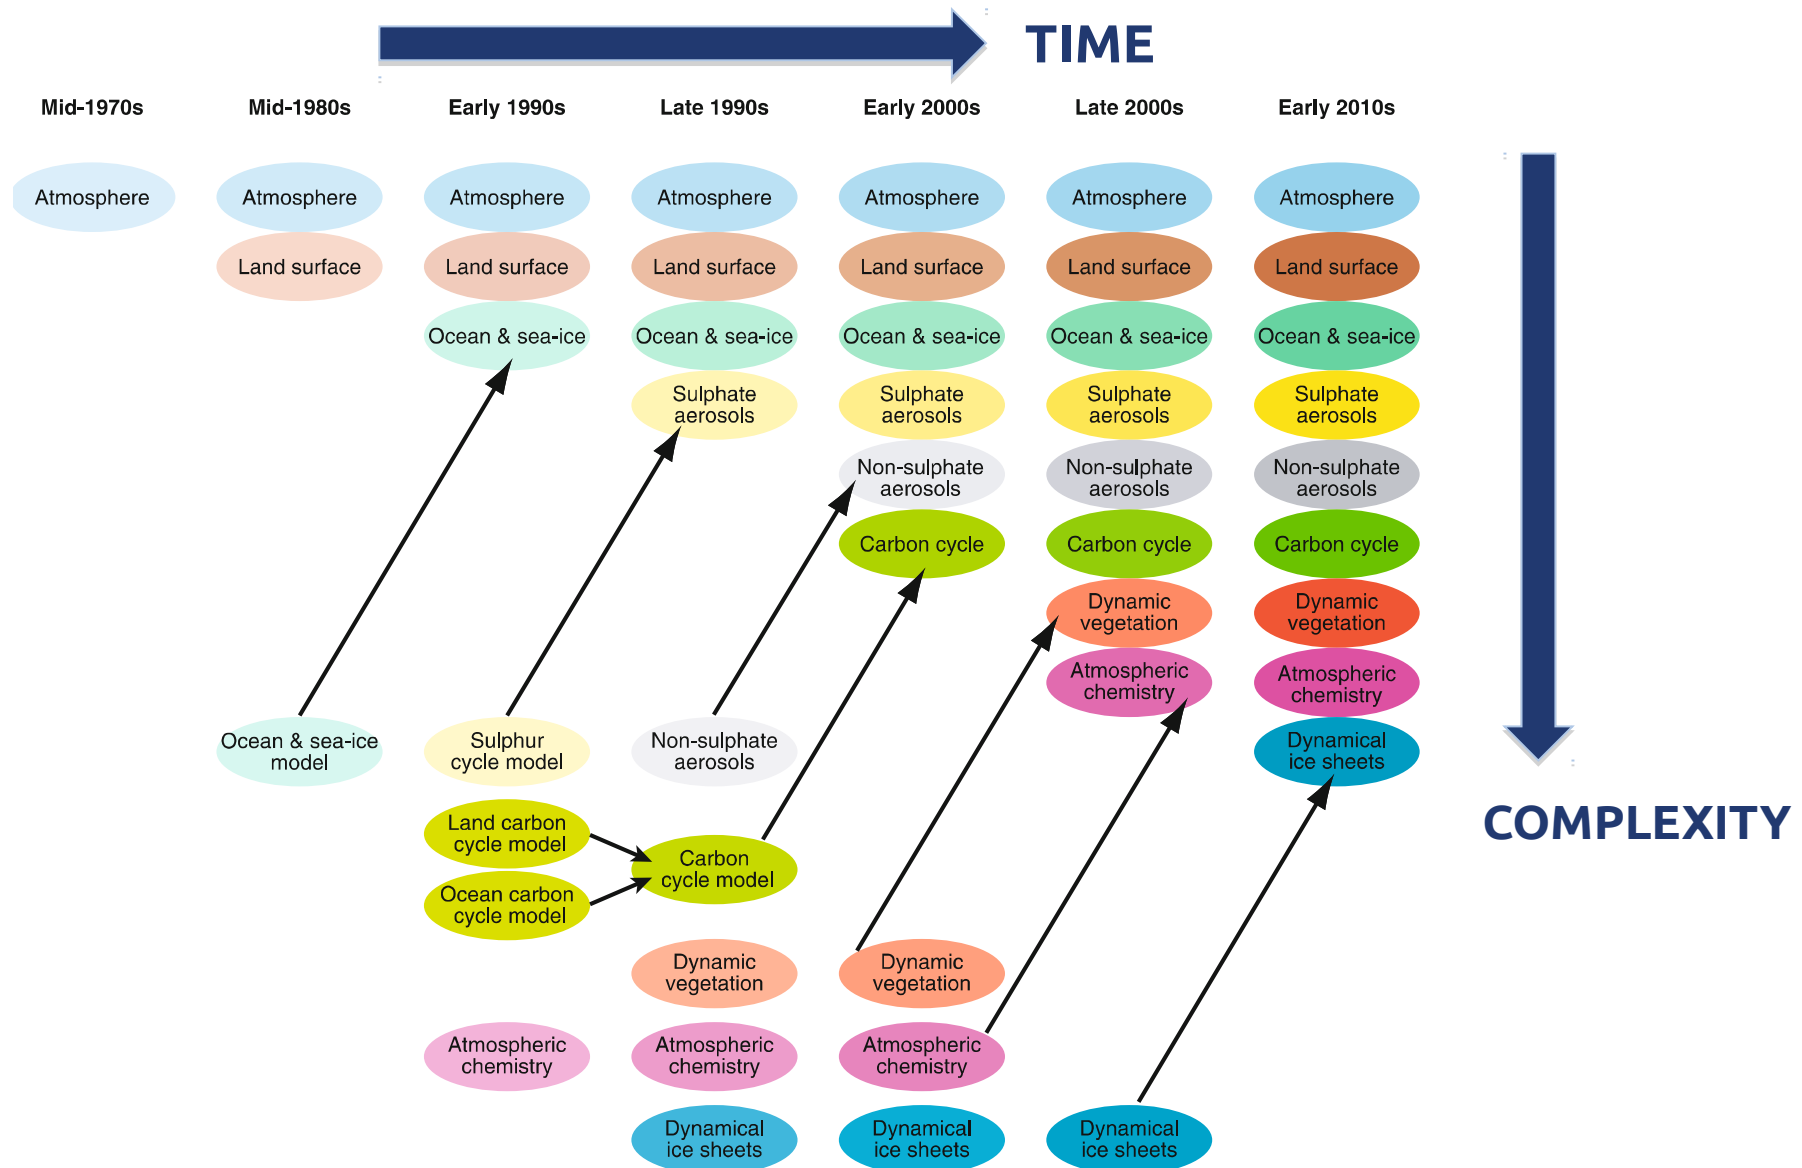 TIME
Mid-1970s Mid-1980s Early 1990s Late 1990s Early 2000s Late 2000s Early 2010s
Atmosphere Atmosphere Atmosphere Atmosphere Atmosphere Atmosphere Atmosphere
Land surface Land surface Land surface Land surface Land surface Land surface
Ocean & sea-ice Ocean & sea-ice Ocean & sea-ice Ocean & sea-ice Ocean & sea-ice
Sulphate Sulphate Sulphate Sulphate
aerosols aerosols aerosols aerosols
Non-sulphate Non-sulphate Non-sulphate
aerosols aerosols aerosols
Carbon cycle Carbon cycle Carbon cycle
Dynamic Dynamic
vegetation vegetation
Atmospheric Atmospheric
chemistry chemistry
Ocean & sea-ice Sulphur Non-sulphate Dynamical
model cycle model aerosols ice sheets
COMPLEXITY
Land carbon
cycle model
Carbon
cycle model
Ocean carbon
cycle model
Dynamic Dynamic
vegetation vegetation
Atmospheric Atmospheric Atmospheric
chemistry chemistry chemistry
Dynamical Dynamical Dynamical
ice sheets ice sheets ice sheets